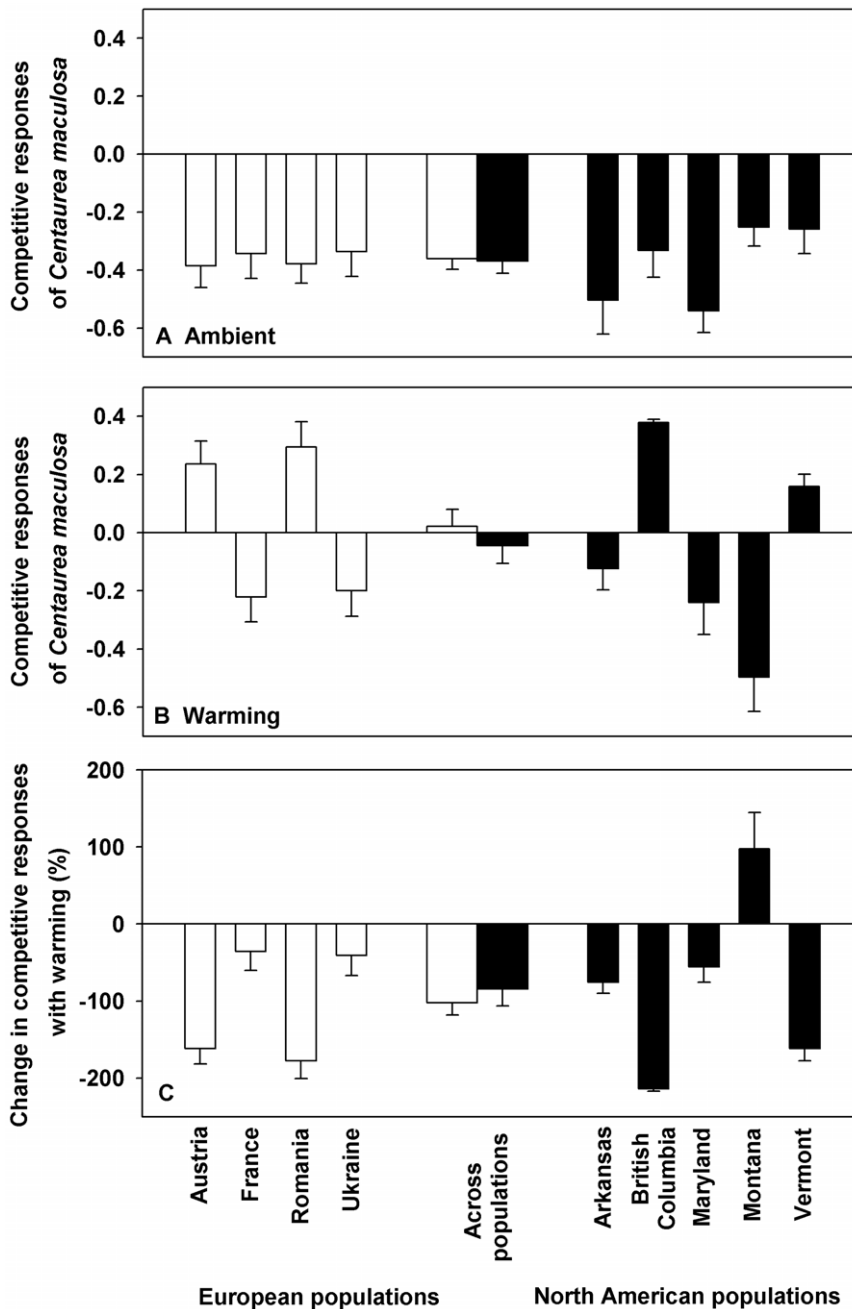 Competitive responses
of Centaurea maculosa
0.4
0.2
0.0
-0.2
-0.4
-0.6
A Ambient
Competitive responses
of Centaurea maculosa
0.4
0.2
0.0
-0.2
-0.4
-0.6
B Warming
Change in competitive responses
with warming (%)
200
100
0
-100
-200
C
Austria
France
Romania
Ukraine
Across
populations
Arkansas
British
Columbia
Maryland
Montana
Vermont
European populations
North American populations